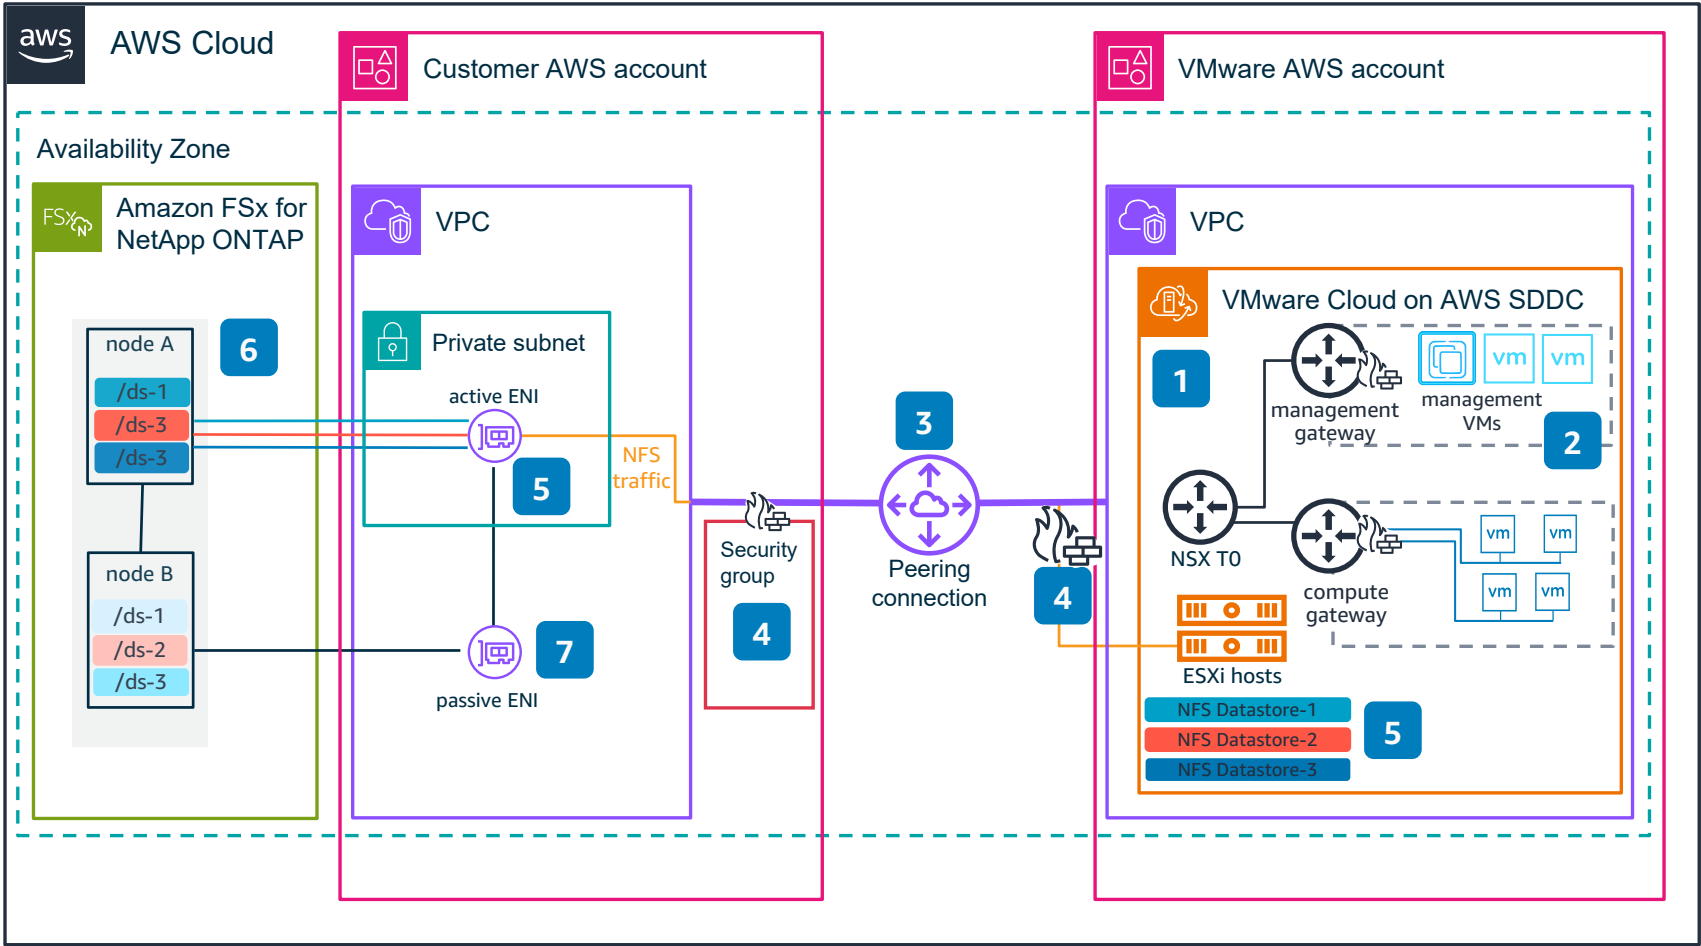 aws
AWS Cloud
Customer AWS account
VMware AWS account
Availability Zone
FSx
N
Amazon FSx for
NetApp ONTAP
VPC
VPC
VMware Cloud on AWS SDDC
node A
6
/ds-1
/ds-3
/ds-3
Private subnet
active ENI
5
NFS
traffic
3
Peering
connection
1
management
gateway
vm
vm
management
VMs
2
NSX T0
compute
gateway
vm
vm
vm
vm
Security
group
4
4
node B
/ds-1
/ds-2
/ds-3
7
passive ENI
ESXi hosts
NFS Datastore-1
NFS Datastore-2
NFS Datastore-3
5